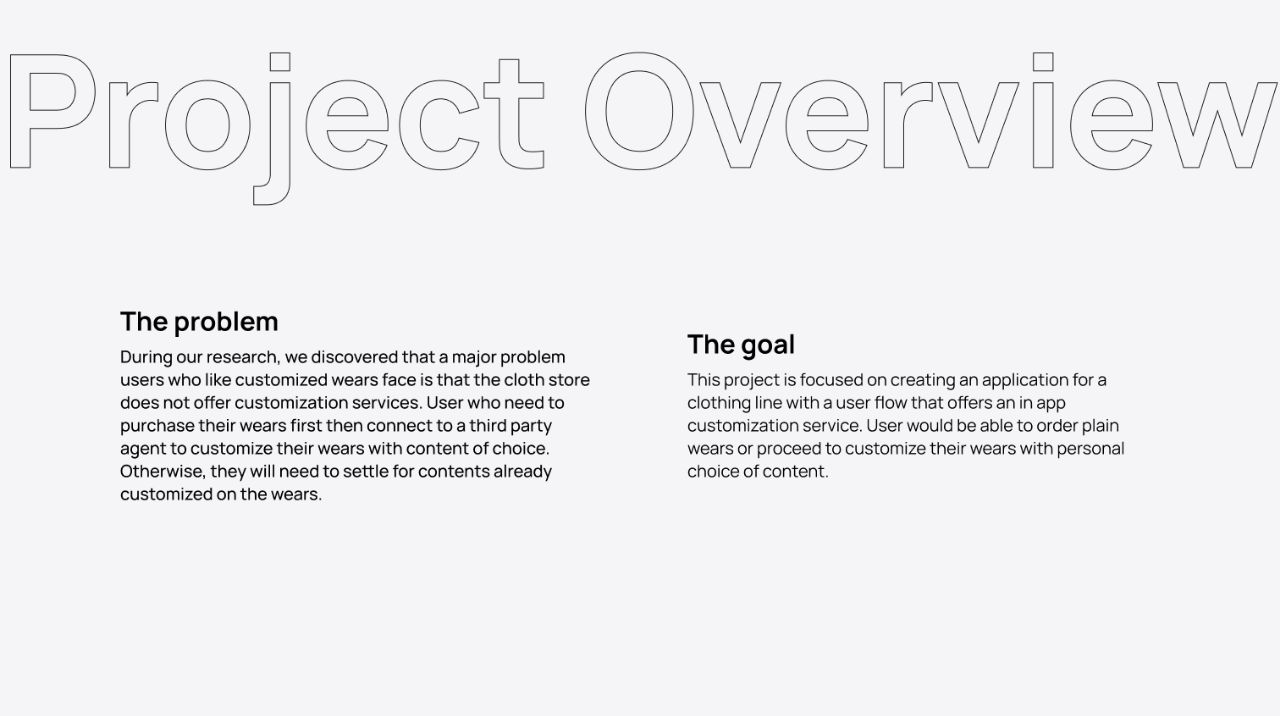 Project Overview
The problem
During our research, we discovered that a major problem
users who like customized wears face is that the cloth store
does not offer customization services. User who need to
purchase their wears first then connect to a third party
agent to customize their wears with content of choice.
Otherwise, they will need to settle for contents already
customized on the wears.
The goal
This project is focused on creating an application for a
clothing line with a user flow that offers an in app
customization service. User would be able to order plain
wears or proceed to customize their wears with personal
choice of content.